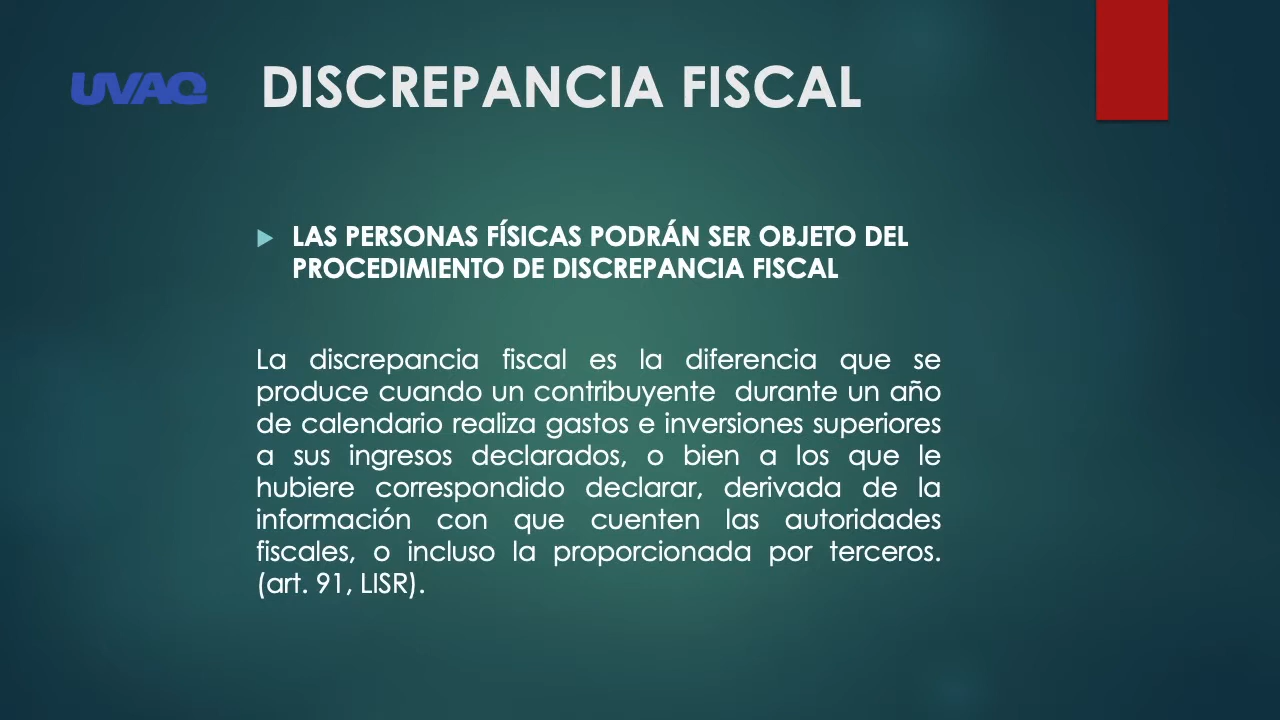 UVAQ
DISCREPANCIA FISCAL
LAS PERSONAS FÍSICAS PODRÁN SER OBJETO DEL
PROCEDIMIENTO DE DISCREPANCIA FISCAL
La discrepancia fiscal es la diferencia que se
produce cuando un contribuyente durante un año
de calendario realiza gastos e inversiones superiores
a sus ingresos declarados, o bien a los que le
hubiere correspondido declarar, derivada de la
información con que cuenten las autoridades
fiscales, o incluso la proporcionada por terceros.
(art. 91, LISR).